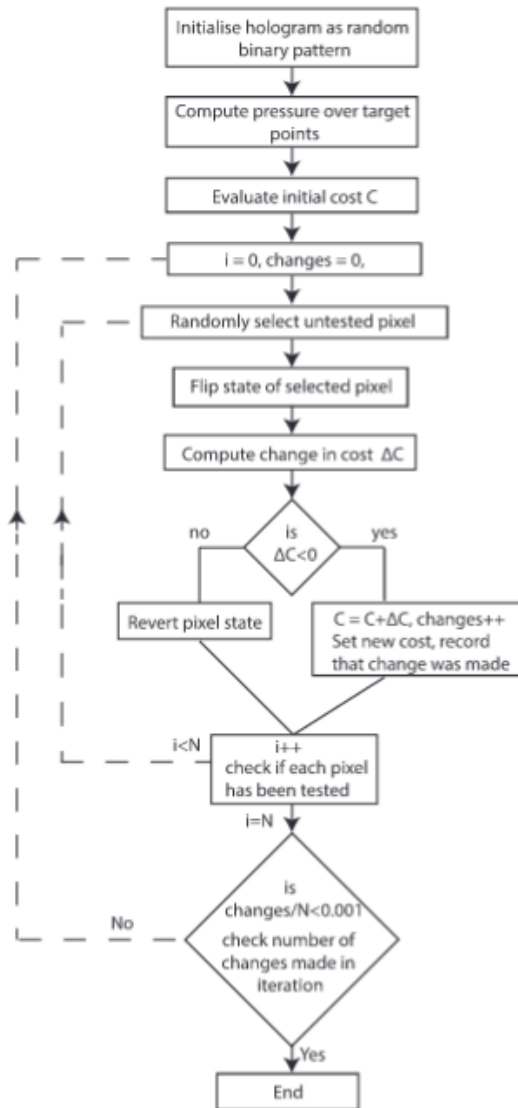 Initialise hologram as random
binary pattern
Compute pressure over target
points
Evaluate initial cost C
i = 0, changes = 0,
Randomly select untested pixel
Flip state of selected pixel
Compute change in cost ΔC
no
is
ΔC<0
yes
Revert pixel state
C = C+ΔC, changes++
Set new cost, record
that change was made
i<N
i++
check if each pixel
has been tested
i=N
is
changes/N<0.001
No
check number of
changes made in
iteration
Yes
End